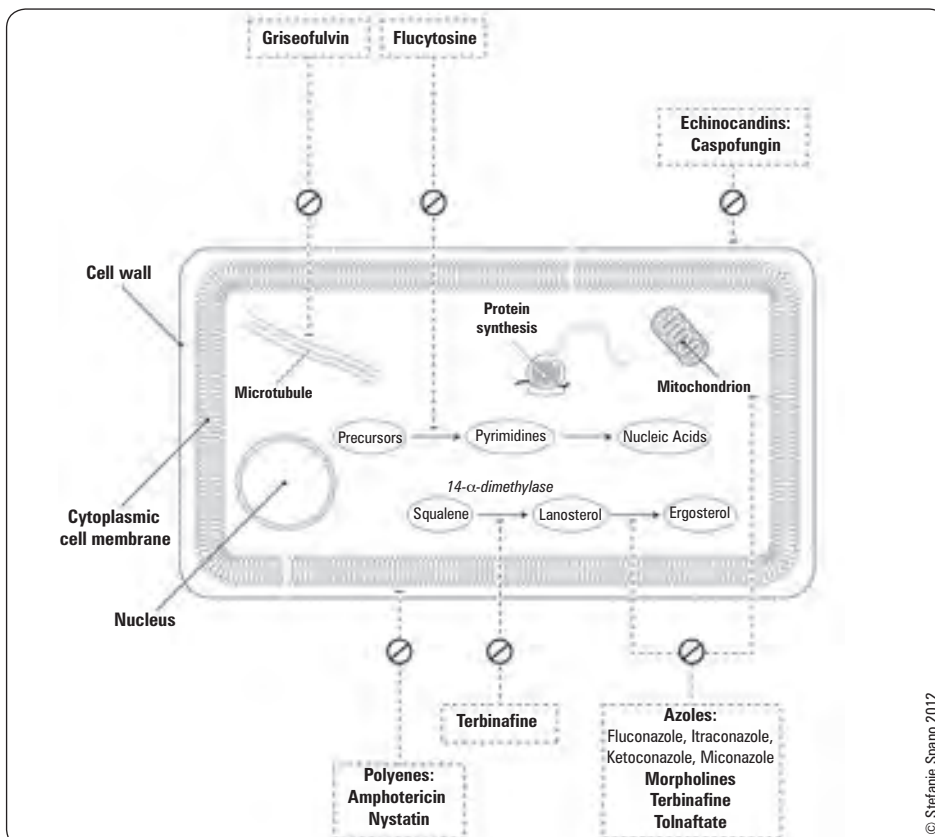 Griseofulvin
Flucytosine
Echinocandins:
Caspofungin
Cell wall
Protein
synthesis
Microtubule
Mitochondrion
Precursors
Pyrimidines
Nucleic Acids
14-α-dimethylase
Squalene
Lanosterol
Ergosterol
Cytoplasmic
cell membrane
Nucleus
Terbinafine
Polyenes:
Amphotericin
Nystatin
Azoles:
Fluconazole, Itraconazole,
Ketoconazole, Miconazole
Morpholines
Terbinafine
Tolnaftate
© Stefanie Spano 2012